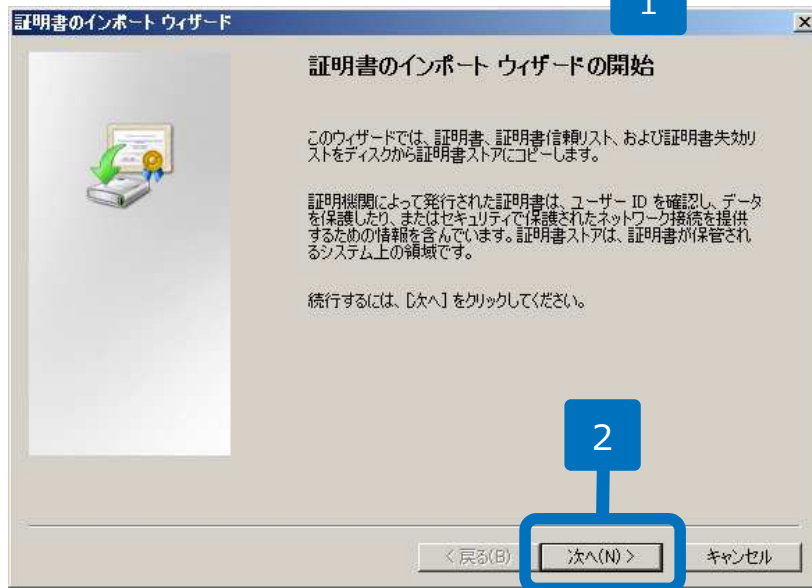 1
証明書のインポート ウィザード
証明書のインポート ウィザードの開始
このウィザードでは、証明書、証明書信頼リスト、および証明書失効リ
ストをディスクから証明書ストアにコピーします。
証明機関によって発行された証明書は、ユーザー ID を確認し、データ
を保護したり、またはセキュリティで保護されたネットワーク接続を提供
するための情報を含んでいます。証明書ストアは、証明書が保管され
るシステム上の領域です。
続行するには、[次へ] をクリックしてください。
2
< 戻る(B)
次へ(N) >
キャンセル